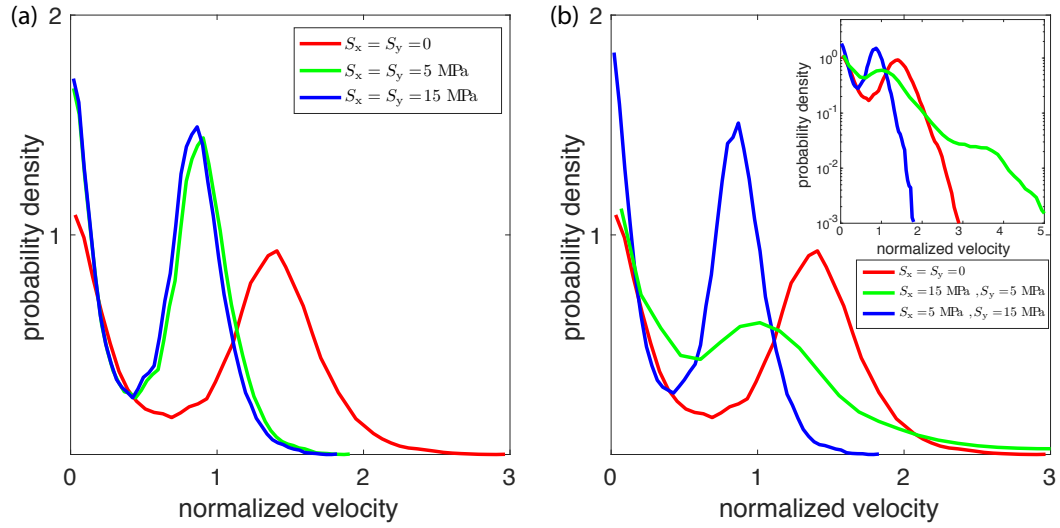 (a)
2
1
0
1
2
3
probability density
normalized velocity
S_x = S_y = 0
S_x = S_y = 5 MPa
S_x = S_y = 15 MPa
(b)
2
1
0
1
2
3
probability density
normalized velocity
10^0
10^-1
10^-2
10^-3
0
1
2
3
4
5
probability density
normalized velocity
S_x = S_y = 0
S_x = 15 MPa , S_y = 5 MPa
S_x = 5 MPa , S_y = 15 MPa